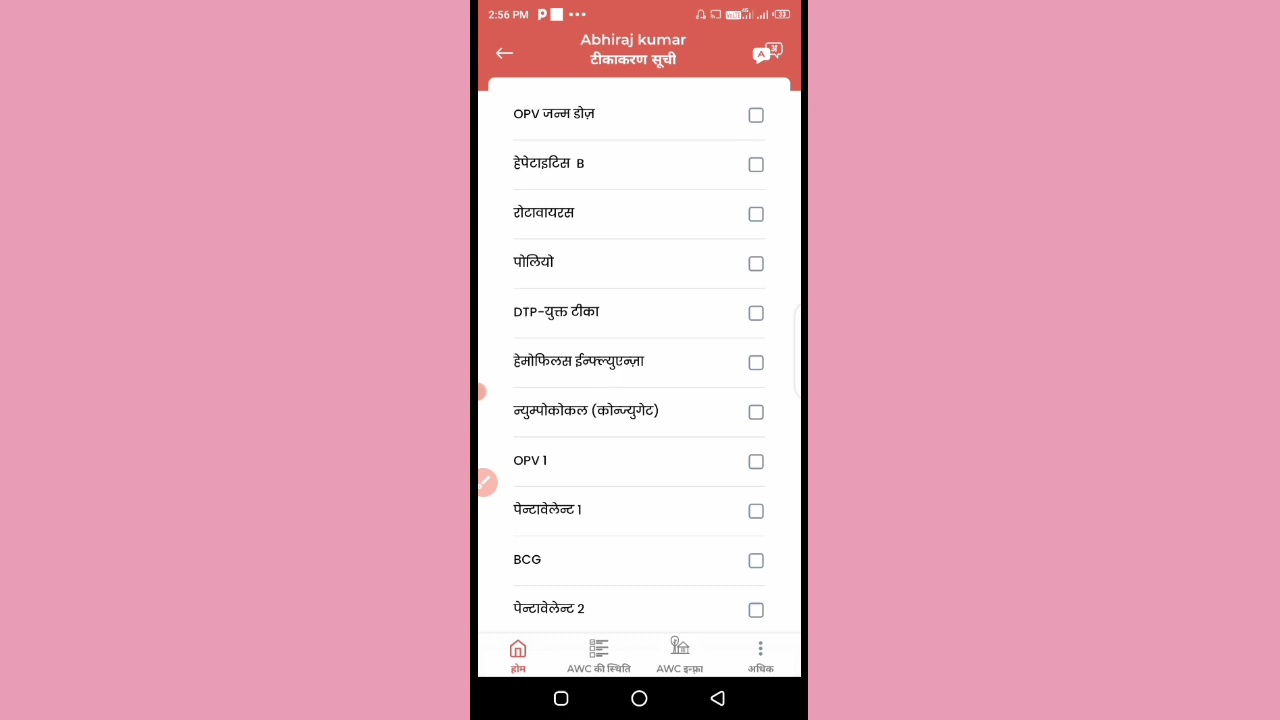 2:56 PM
Abhiraj kumar
टीकाकरण सूची
OPV जन्म डोज़
हेपेटाइटिस B
रोटावायरस
पोलियो
DTP-युक्त टीका
हेमोफिलस ईन्फ्ल्युएन्ज़ा
न्युम्पोकोकल (कोन्ज्युगेट)
OPV 1
पेन्टावेलेन्ट 1
BCG
पेन्टावेलेन्ट 2
होम
AWC की स्थिति
AWC इन्फ्रा
अधिक